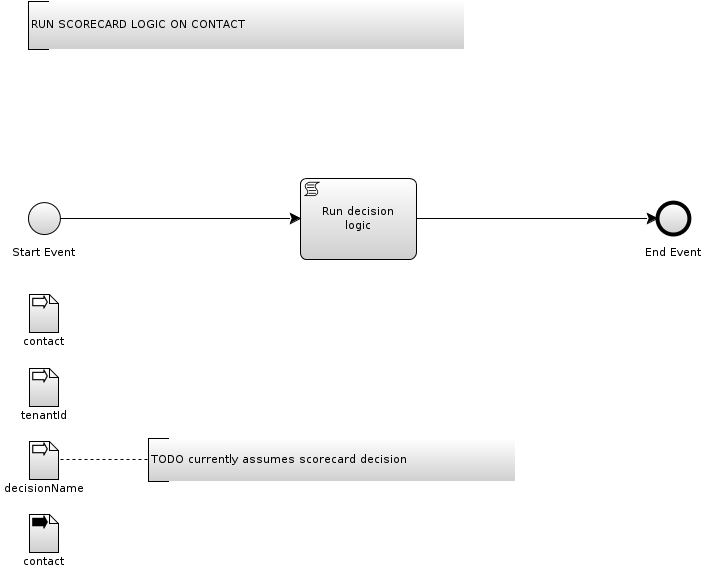 RUN SCORECARD LOGIC ON CONTACT
Run decision
logic
Start Event
End Event
contact
tenantId
TODO currently assumes scorecard decision
decisionName
contact